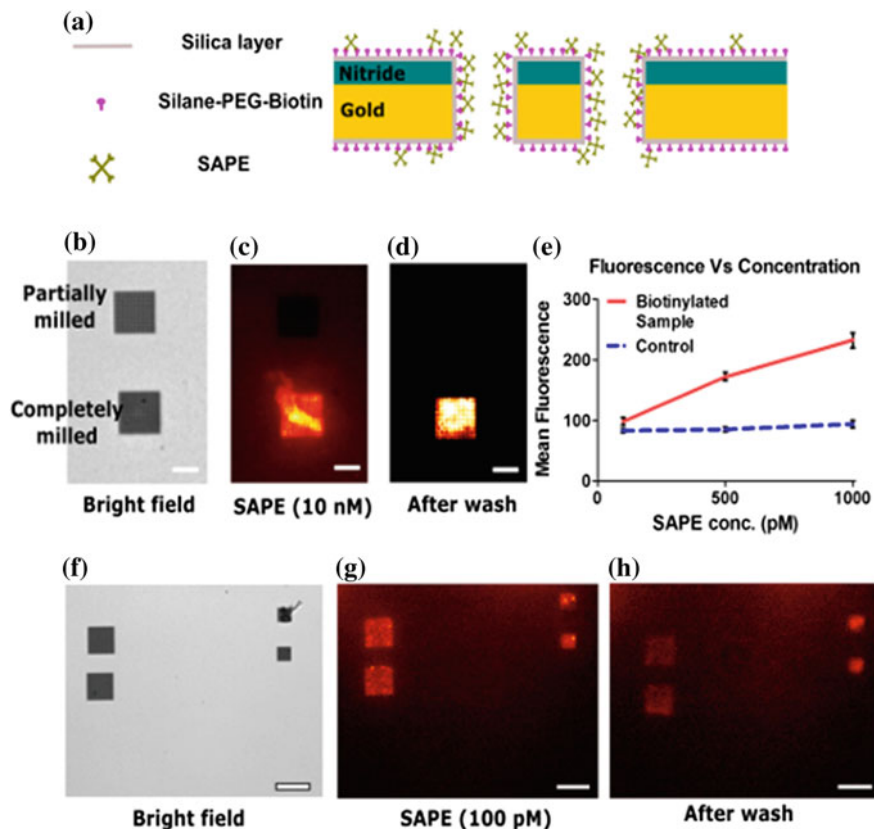 (a)
Silica layer
Silane-PEG-Biotin
SAPE
Nitride
Gold
(b)
Partially
milled
Completely
milled
Bright field
(c)
SAPE (10 nM)
(d)
After wash
(e)
Fluorescence Vs Concentration
Mean Fluorescence
300
200
100
0
0
500
1000
SAPE conc. (pM)
Biotinylated
Sample
Control
(f)
Bright field
(g)
SAPE (100 pM)
(h)
After wash